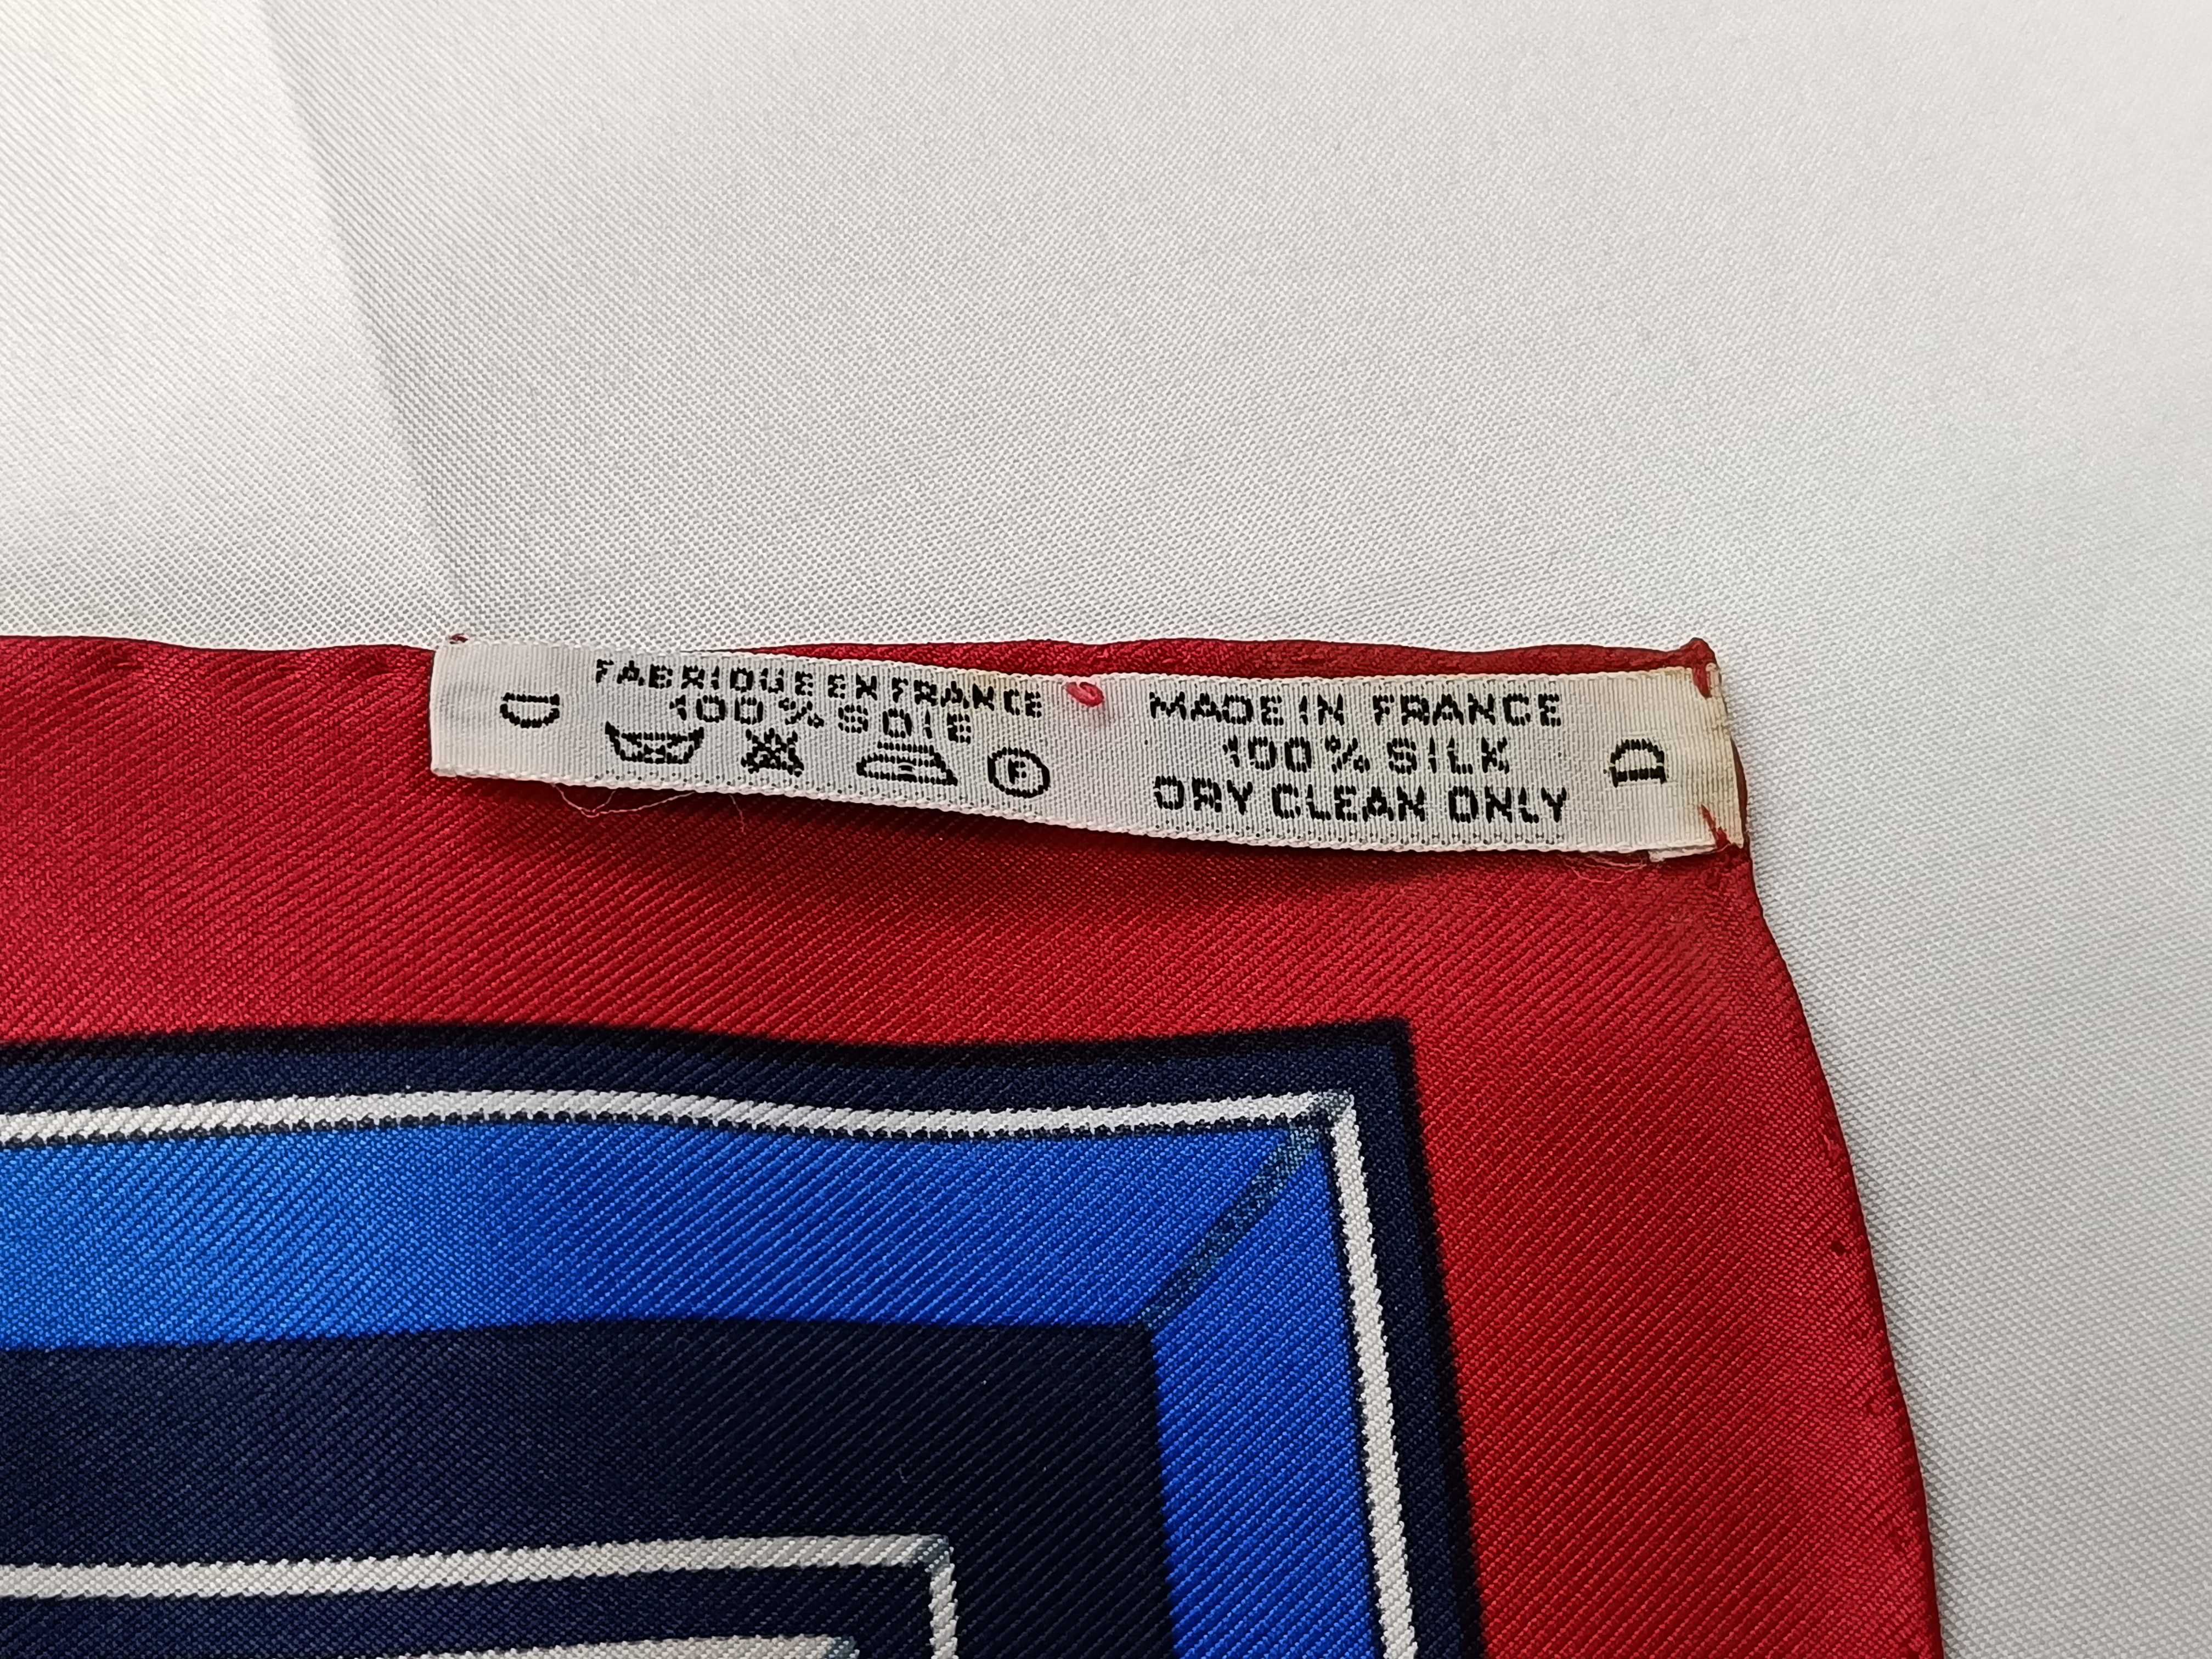 D
FABRIQUE EN FRANCE
100% SOIE
F
MADE IN FRANCE
100% SILK
DRY CLEAN ONLY
D